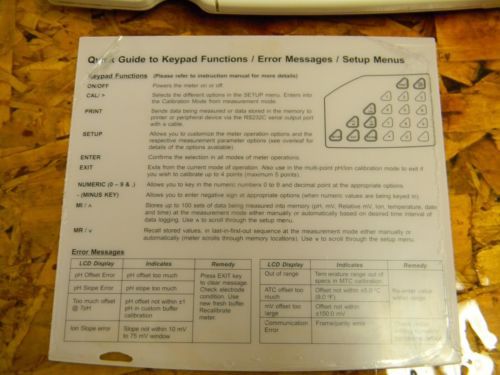 Quick Guide to Keypad Functions / Error Messages / Setup Menus
Keypad Functions (Please refer to instruction manual for more details)
ON/OFF Powers the meter on or off.
CAL/ > Selects the different options in the SETUP menu. Enters into
the Calibration Mode from measurement mode.
PRINT Sends data being measured or data stored in the memory to
printer or peripheral device via the RS232C serial output port
with a cable.
SETUP Allows you to customize the meter operation options and the
respective measurement parameter options (see overleaf for
details of the options available)
ENTER Confirms the selection in all modes of meter operations.
EXIT Exits from the current mode of operation. Also use in the multi-point pH/Ion calibration mode to exit if
you wish to calibrate up to 4 points (maximum 5 points).
NUMERIC (0 – 9 & .) Allows you to key in the numeric numbers 0 to 9 and decimal point at the appropriate options.
- (MINUS KEY) Allows you to enter negative sign in appropriate options (when numeric values are being keyed in).
MI / ∧ Stores up to 100 sets of data being measured into memory (pH, mV, Relative mV, Ion, temperature, date
and time) at the measurement mode either manually or automatically based on desired time interval of
data logging. Use ∧ to scroll through the setup menu.
MR / ∨ Recall stored values, in last-in-first-out sequence at the measurement mode either manually or
automatically (meter scrolls through memory locations). Use ∨ to scroll through the setup menu.
Error Messages
LCD Display Indicates Remedy
pH Offset Error pH offset too much Press EXIT key
to clear message.
Check electrode
condition. Use
new fresh buffer.
Recalibrate
meter.
pH Slope Error pH slope too much
Too much offset
@ 7pH
pH offset not within ±1
pH in custom buffer
calibration
Ion Slope error Slope not within 10 mV
to 75 mV window
LCD Display Indicates Remedy
Out of range Temperature range out of
specs in MTC calibration
Re-enter value
within range
ATC offset too
much
Offset not within ±5.0 °C
(9.0 °F)
mV offset too
large
Offset not within
±150.0 mV
Communication
Error
Frame/parity error